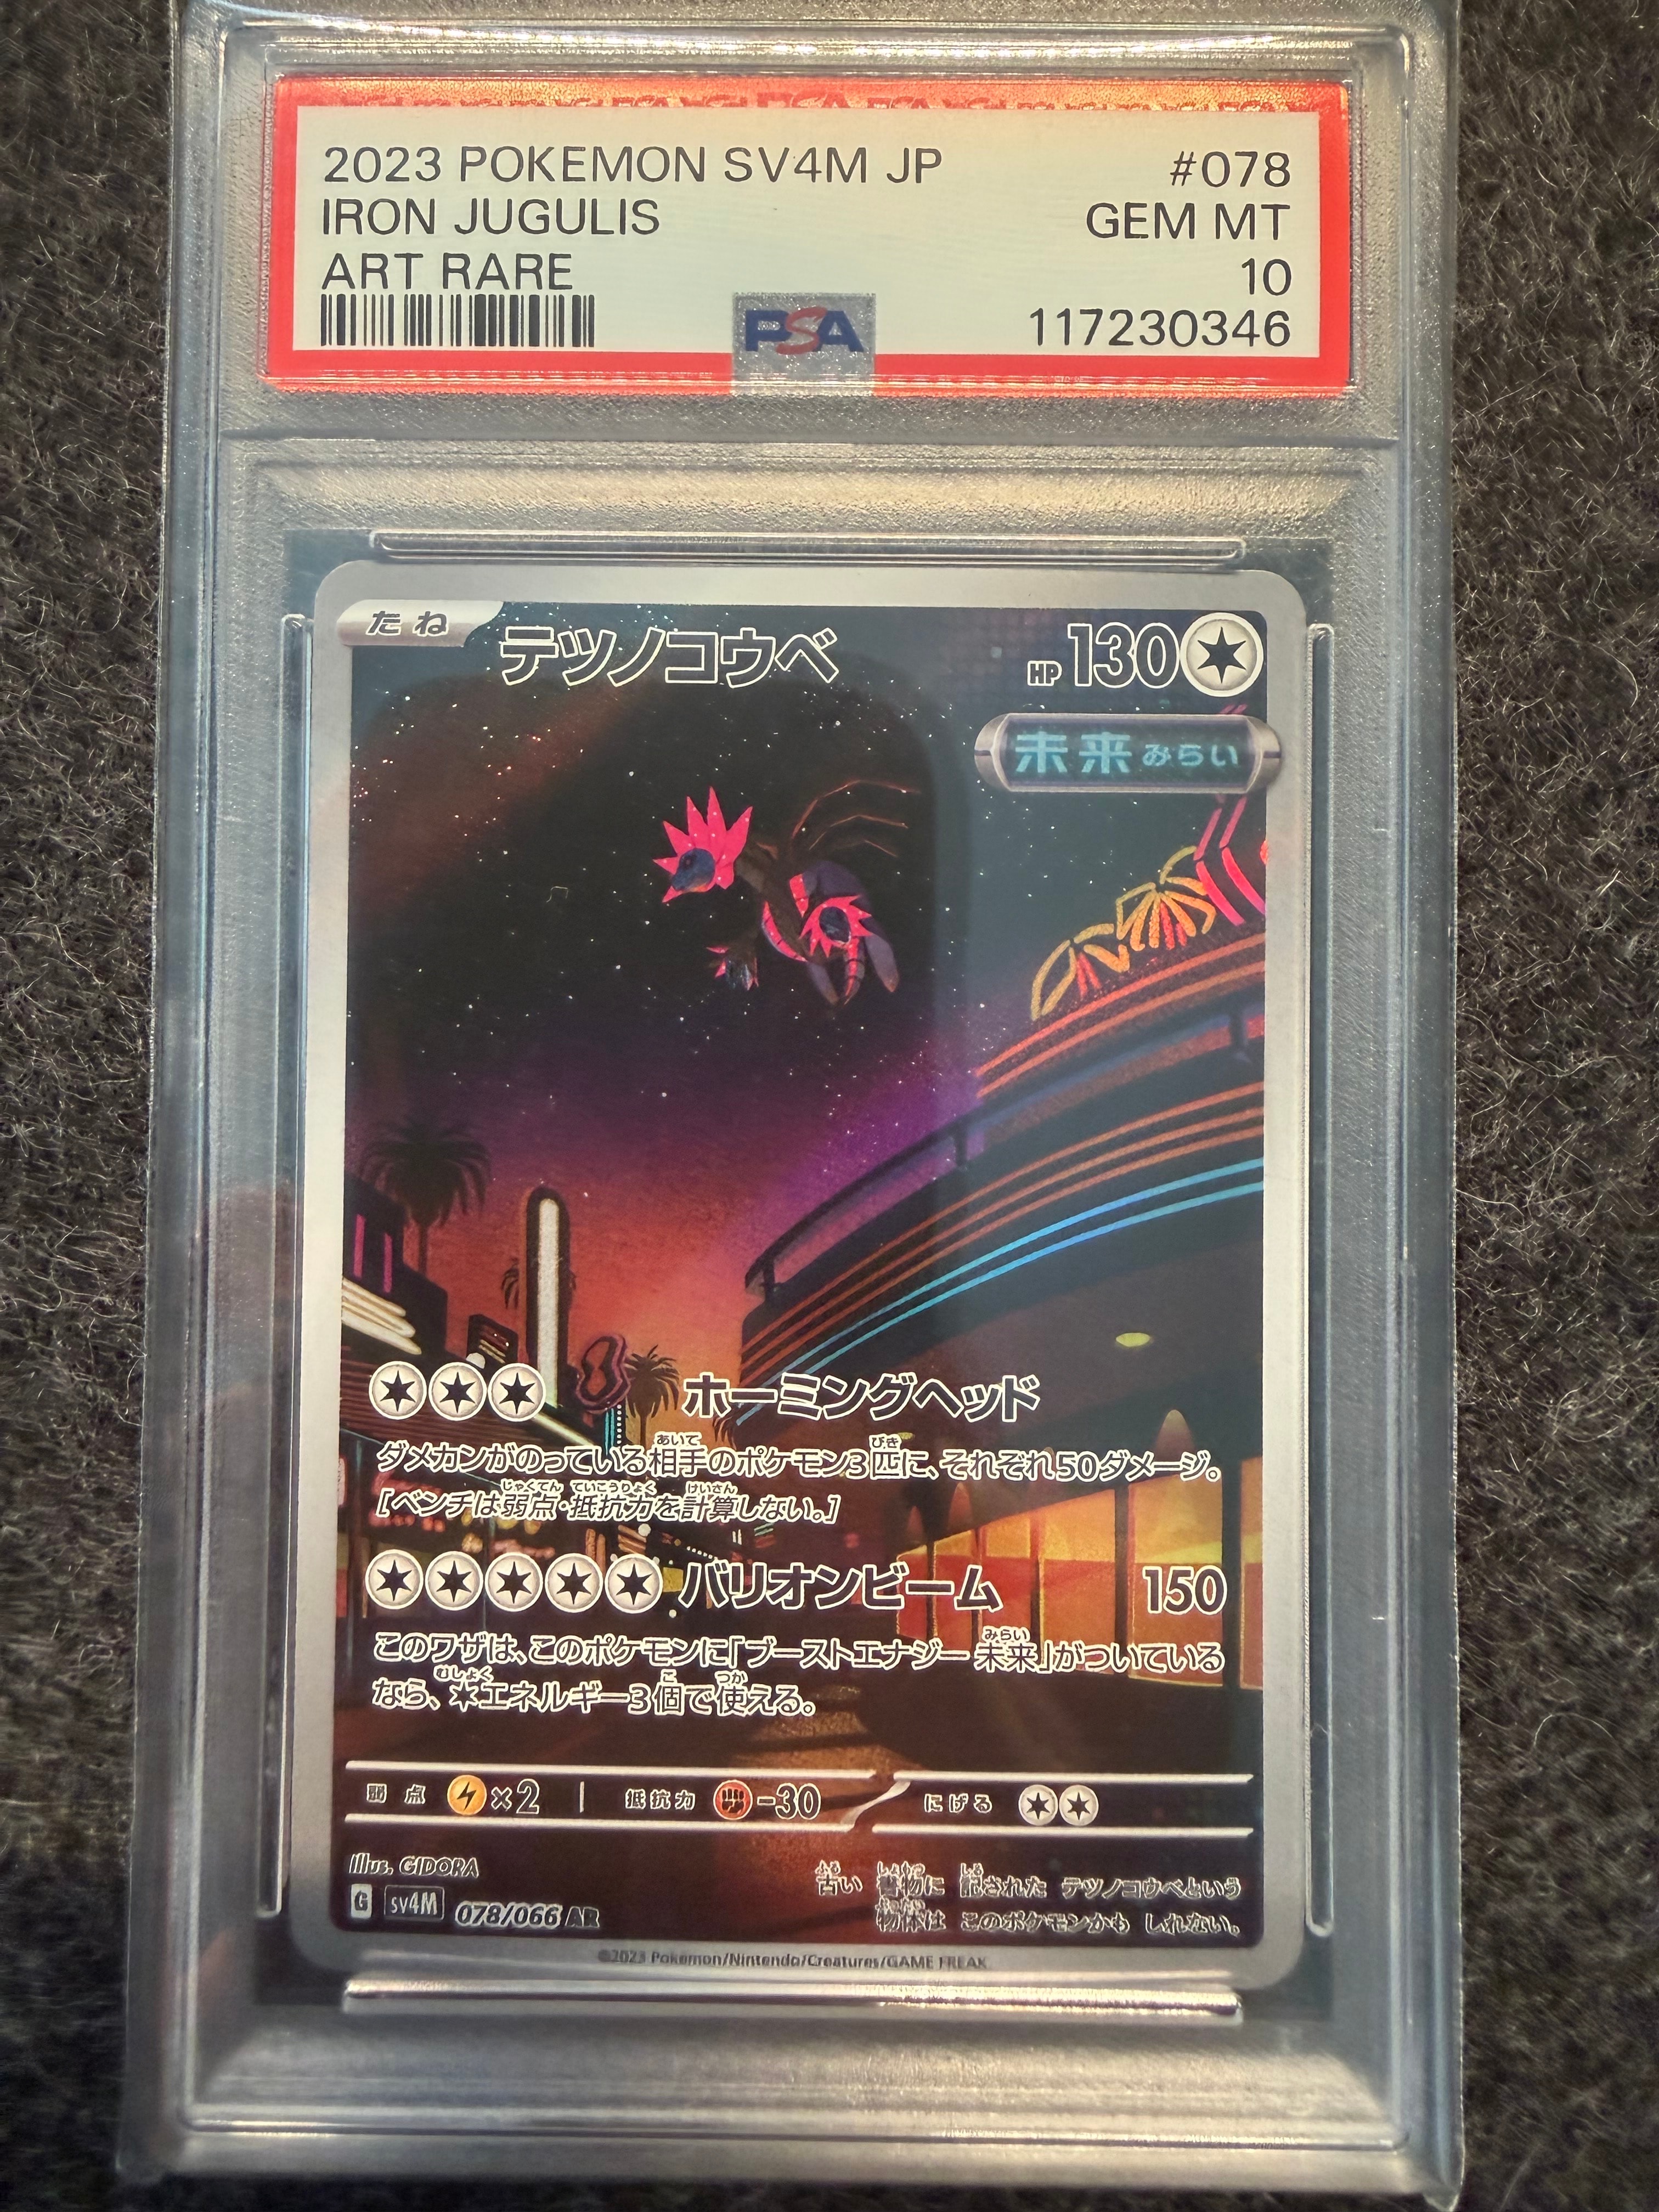 2023 POKEMON SV4M JP #078
IRON JUGULIS GEM MT
ART RARE 10
PSA 117230346
たね テツノコウベ HP 130
未来 みらい
ホーミングヘッド
ダメカンがのっている相手のポケモン3匹に、それぞれ50ダメージ。
[ベンチは弱点・抵抗力を計算しない。]
バリオンビーム 150
このワザは、このポケモンに「ブーストエナジー 未来」がついている
なら、エネルギー3個で使える。
弱点 ×2 抵抗力 -30 にげる
illus. GIDORA
古い 書物に 記された テツノコウベという
G sv4M 078/066 AR
物体は このポケモンかも しれない。
©2023 Pokémon/Nintendo/Creatures/GAME FREAK